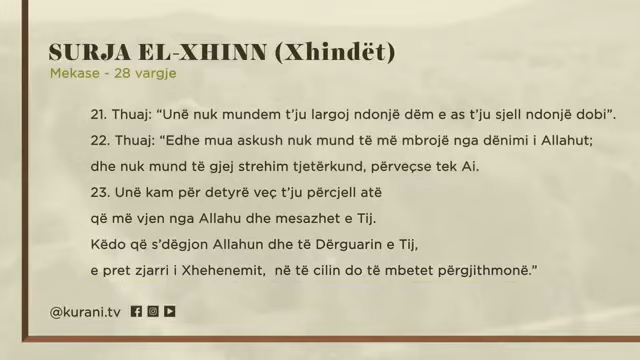 SURJA EL-XHINN (Xhindët)
Mekase - 28 vargje
21. Thuaj: “Unë nuk mundem t’ju largoj ndonjë dëm e as t’ju sjell ndonjë dobi”.
22. Thuaj: “Edhe mua askush nuk mund të më mbrojë nga dënimi i Allahut;
dhe nuk mund të gjej strehim tjetërkund, përveçse tek Ai.
23. Unë kam për detyrë veç t’ju përcjell atë
që më vjen nga Allahu dhe mesazhet e Tij.
Këdo që s’dëgjon Allahun dhe të Dërguarin e Tij,
e pret zjarri i Xhehenemit, në të cilin do të mbetet përgjithmonë.”
@kurani.tv